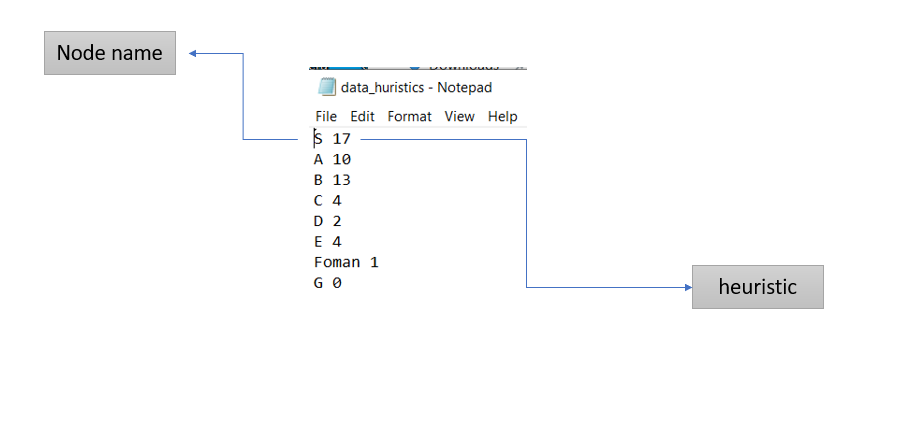 Node name
Downloads
data_huristics - Notepad
File Edit Format View Help
S 17
A 10
B 13
C 4
D 2
E 4
Foman 1
G 0
heuristic